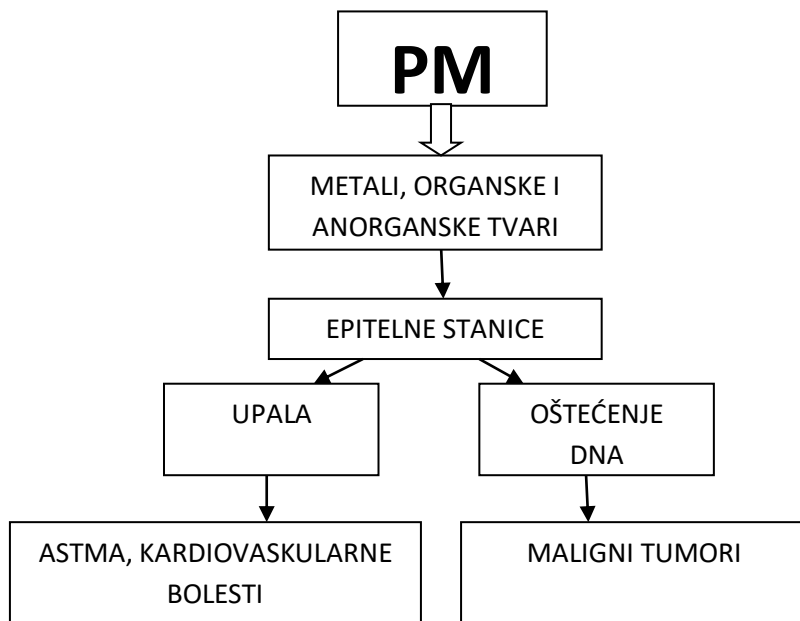 PM
METALI, ORGANSKE I
ANORGANSKE TVARI
EPITELNE STANICE
UPALA
OŠTEĆENJE
DNA
ASTMA, KARDIOVASKULARNE
BOLESTI
MALIGNI TUMORI